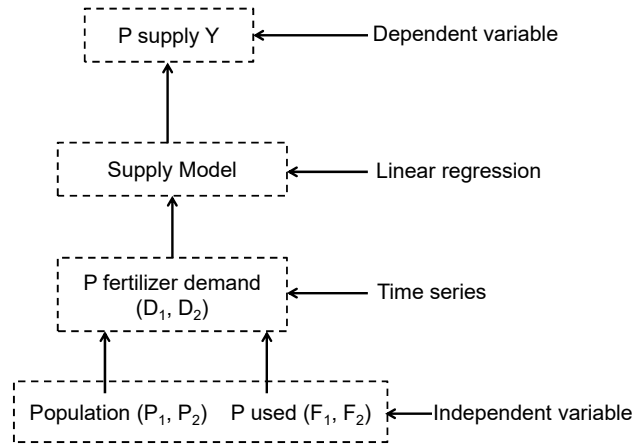 P supply Y
Dependent variable
Supply Model
Linear regression
P fertilizer demand
(D₁, D₂)
Time series
Population (P₁, P₂)
P used (F₁, F₂)
Independent variable